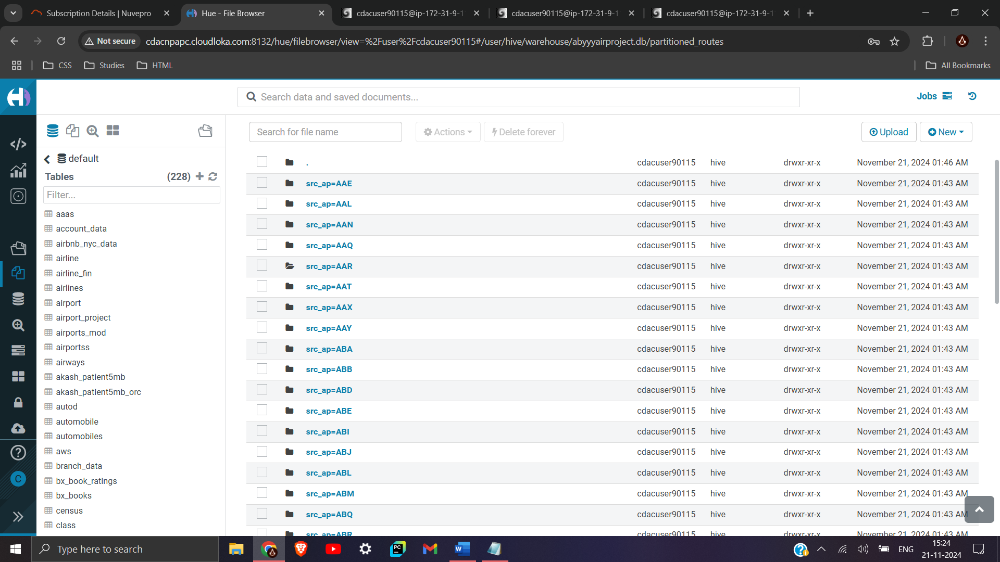 Subscription Details | Nuvepro
Hue - File Browser
cdacuser90115@ip-172-31-9-1
cdacuser90115@ip-172-31-9-1
cdacuser90115@ip-172-31-9-1
Not secure
cdacnpapc.cloudloka.com:8132/hue/filebrowser/view=%2Fuser%2Fcdacuser90115#/user/hive/warehouse/abyyyairproject.db/partitioned_routes
CSS
Studies
HTML
All Bookmarks
Search data and saved documents...
Jobs
default
Tables (228)
Filter...
aaas
account_data
airbnb_nyc_data
airline
airline_fin
airlines
airport
airport_project
airports_mod
airportss
airways
akash_patient5mb
akash_patient5mb_orc
autod
automobile
automobiles
aws
branch_data
bx_book_ratings
bx_books
census
class
C
Search for file name
Actions
Delete forever
Upload
New
. cdacuser90115 hive drwxr-xr-x November 21, 2024 01:46 AM
src_ap=AAE cdacuser90115 hive drwxr-xr-x November 21, 2024 01:43 AM
src_ap=AAL cdacuser90115 hive drwxr-xr-x November 21, 2024 01:43 AM
src_ap=AAN cdacuser90115 hive drwxr-xr-x November 21, 2024 01:43 AM
src_ap=AAQ cdacuser90115 hive drwxr-xr-x November 21, 2024 01:43 AM
src_ap=AAR cdacuser90115 hive drwxr-xr-x November 21, 2024 01:43 AM
src_ap=AAT cdacuser90115 hive drwxr-xr-x November 21, 2024 01:43 AM
src_ap=AAX cdacuser90115 hive drwxr-xr-x November 21, 2024 01:43 AM
src_ap=AAY cdacuser90115 hive drwxr-xr-x November 21, 2024 01:43 AM
src_ap=ABA cdacuser90115 hive drwxr-xr-x November 21, 2024 01:43 AM
src_ap=ABB cdacuser90115 hive drwxr-xr-x November 21, 2024 01:43 AM
src_ap=ABD cdacuser90115 hive drwxr-xr-x November 21, 2024 01:43 AM
src_ap=ABE cdacuser90115 hive drwxr-xr-x November 21, 2024 01:43 AM
src_ap=ABI cdacuser90115 hive drwxr-xr-x November 21, 2024 01:43 AM
src_ap=ABJ cdacuser90115 hive drwxr-xr-x November 21, 2024 01:43 AM
src_ap=ABL cdacuser90115 hive drwxr-xr-x November 21, 2024 01:43 AM
src_ap=ABM cdacuser90115 hive drwxr-xr-x November 21, 2024 01:43 AM
src_ap=ABQ cdacuser90115 hive drwxr-xr-x November 21, 2024 01:43 AM
src_ap=ABR cdacuser90115 hive drwxr-xr-x November 21, 2024 01:43 AM
Type here to search
PC
W
ENG
15:24
21-11-2024